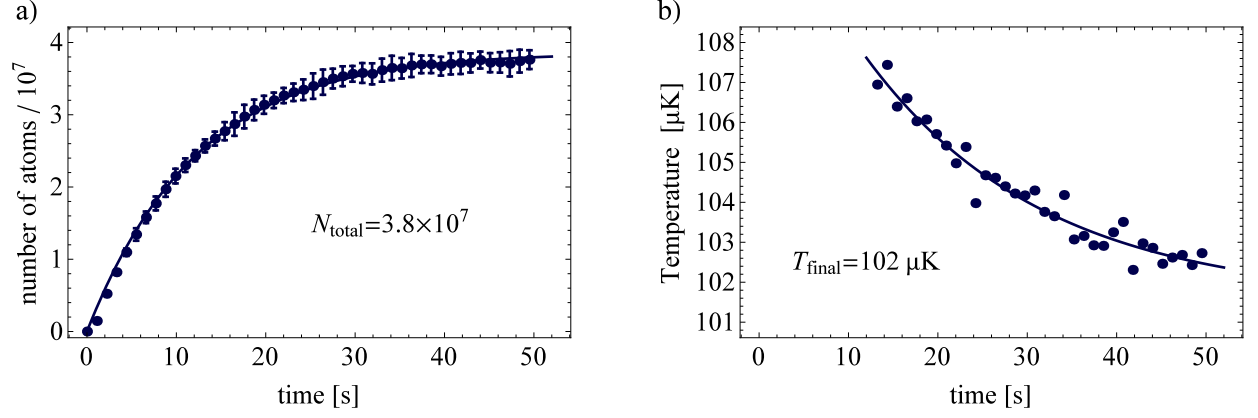 a)
number of atoms / 10⁷
4
3
2
1
0
N_total=3.8×10⁷
0 10 20 30 40 50
time [s]
b)
Temperature [µK]
108
107
106
105
104
103
102
101
T_final=102 µK
0 10 20 30 40 50
time [s]